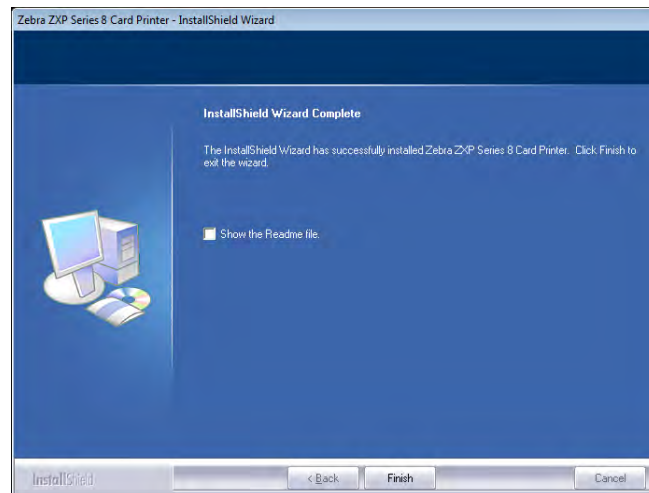 Zebra ZXP Series 8 Card Printer - InstallShield Wizard
InstallShield Wizard Complete
The InstallShield Wizard has successfully installed Zebra ZXP Series 8 Card Printer. Click Finish to
exit the wizard.
Show the Readme file.
InstallShield
< Back
Finish
Cancel